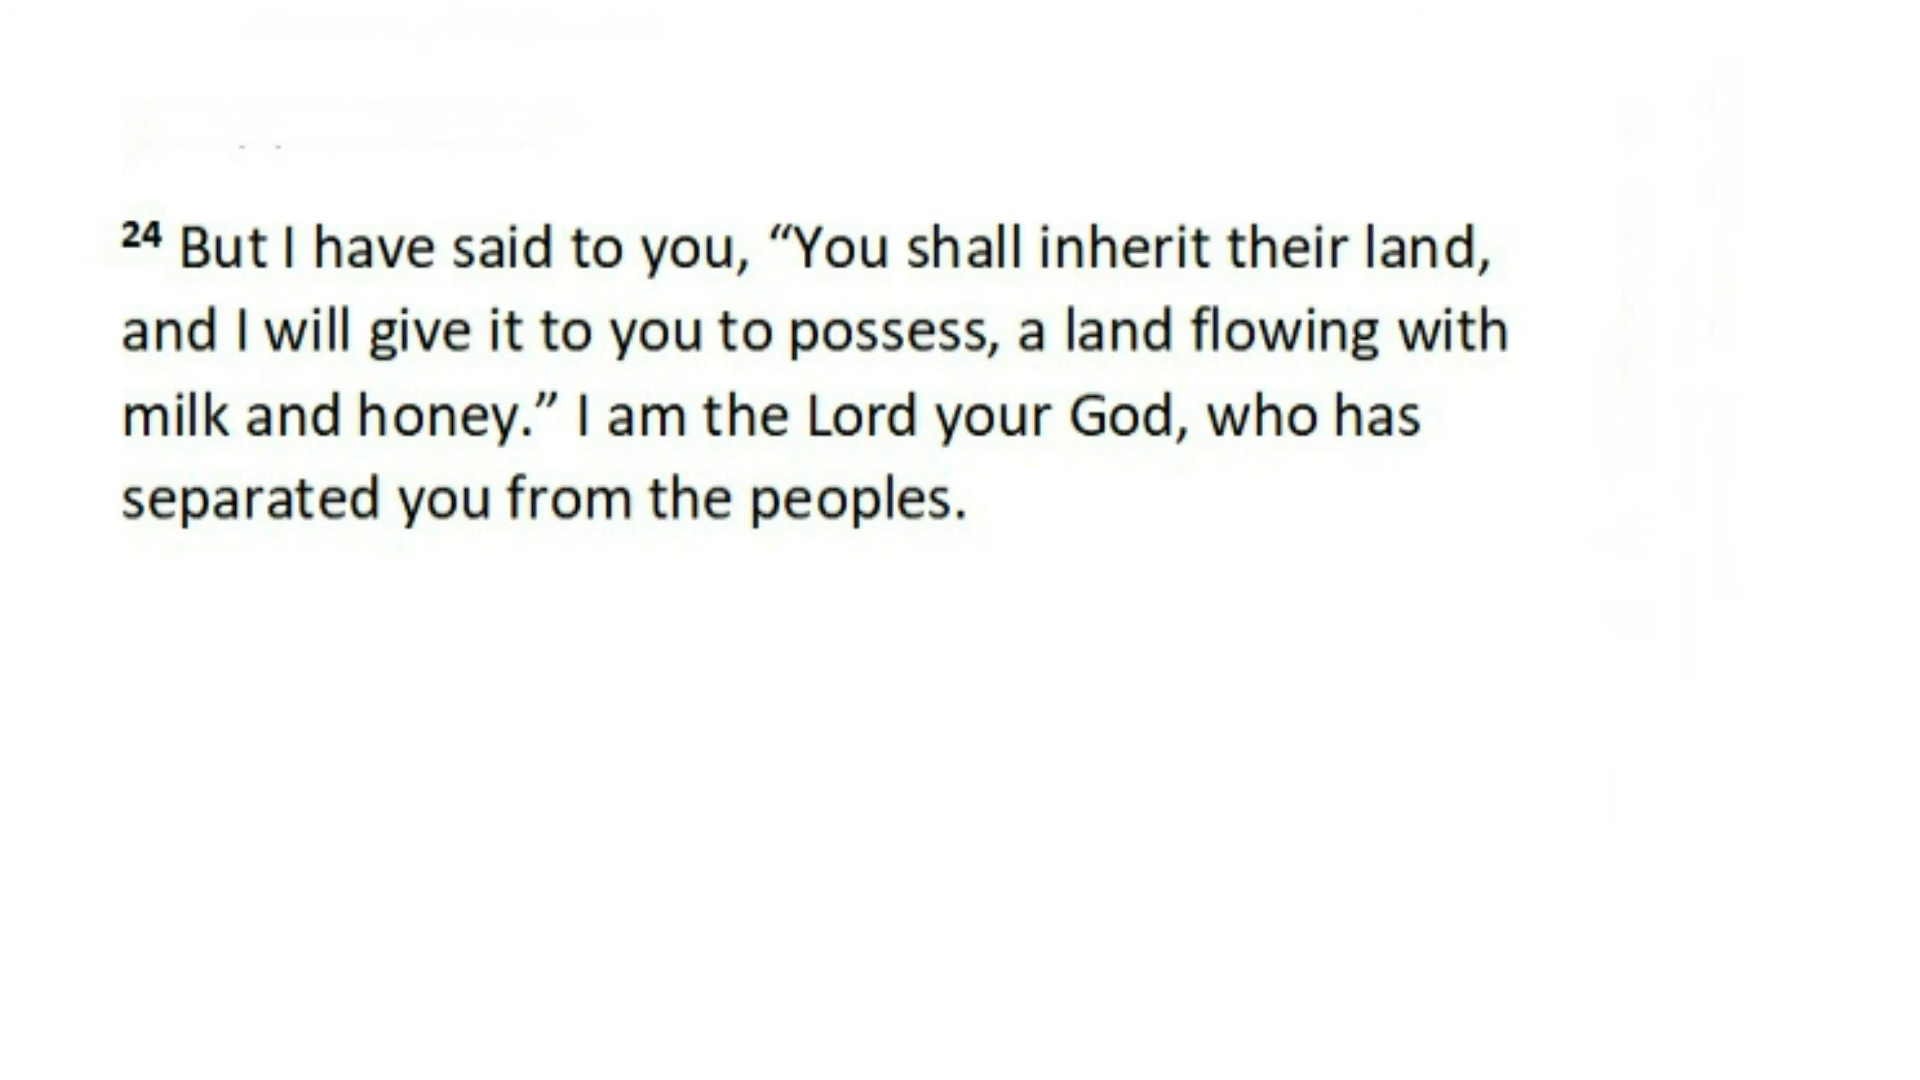 24 But I have said to you, “You shall inherit their land,
and I will give it to you to possess, a land flowing with
milk and honey.” I am the Lord your God, who has
separated you from the peoples.